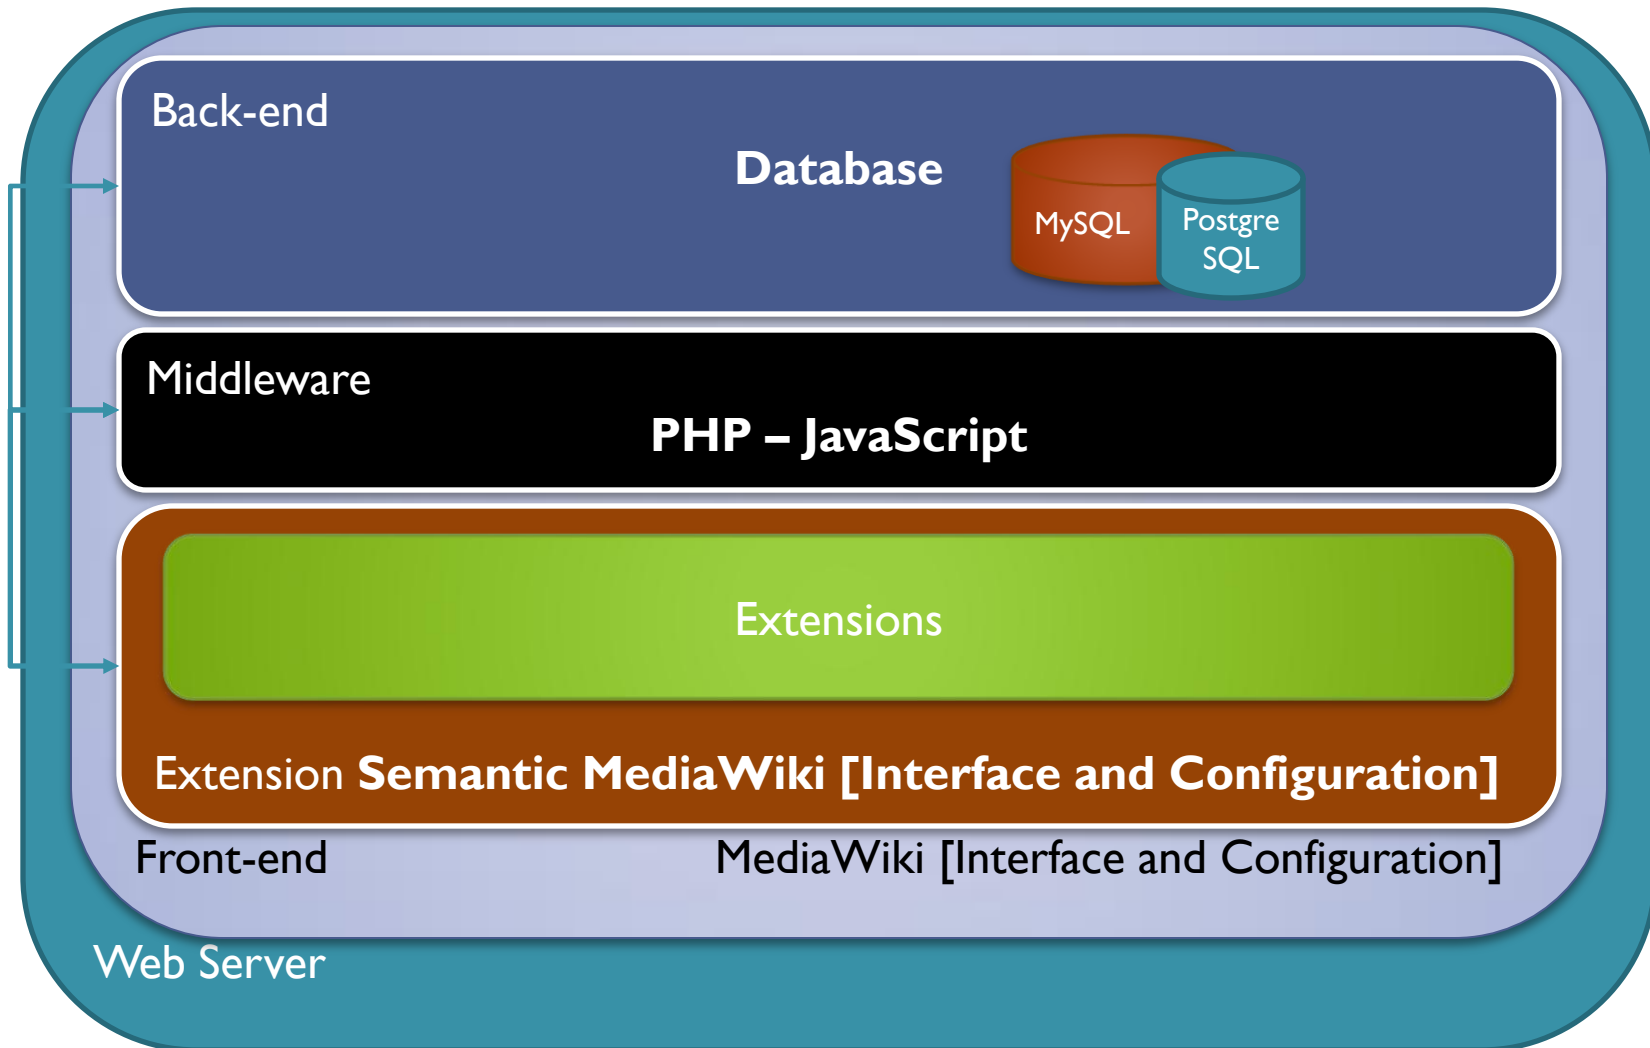 Back-end
Database
MySQL
Postgre
SQL
Middleware
PHP – JavaScript
Extensions
Extension Semantic MediaWiki [Interface and Configuration]
Front-end
MediaWiki [Interface and Configuration]
Web Server